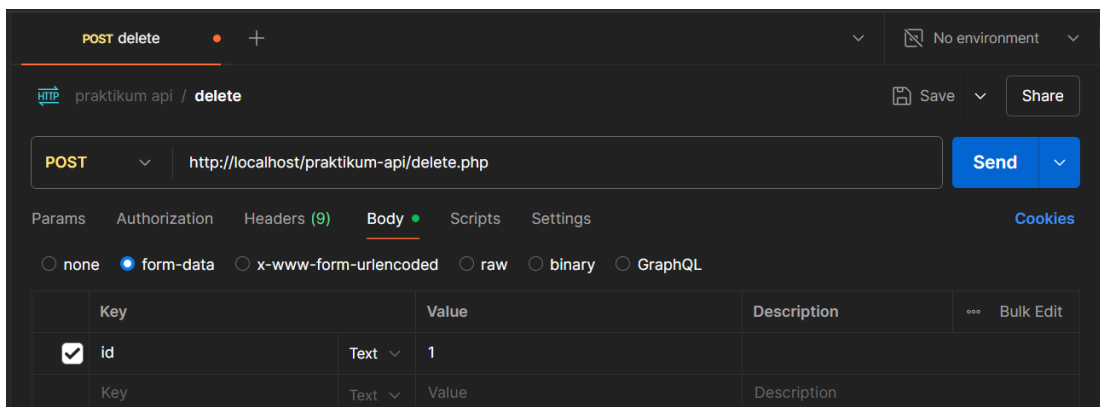 POST delete
No environment
HTTP praktikum api / delete
Save Share
POST http://localhost/praktikum-api/delete.php Send
Params Authorization Headers (9) Body Scripts Settings Cookies
none form-data x-www-form-urlencoded raw binary GraphQL
Key Value Description Bulk Edit
id Text 1
Key Text Value Description